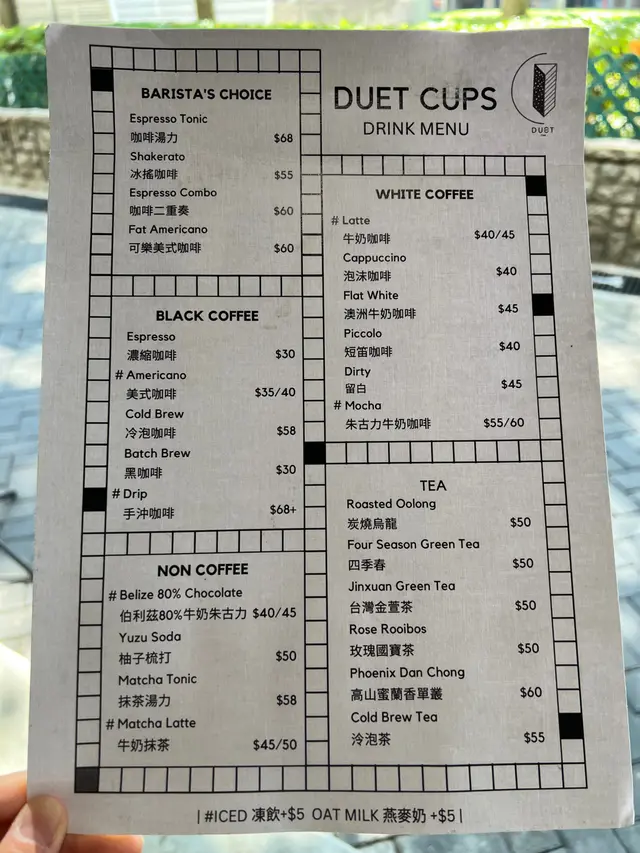 DUET CUPS
DRINK MENU
DUET
BARISTA'S CHOICE
Espresso Tonic
咖啡湯力 $68
Shakerato
冰搖咖啡 $55
Espresso Combo
咖啡二重奏 $60
Fat Americano
可樂美式咖啡 $60
BLACK COFFEE
Espresso
濃縮咖啡 $30
# Americano
美式咖啡 $35/40
Cold Brew
冷泡咖啡 $58
Batch Brew
黑咖啡 $30
# Drip
手沖咖啡 $68+
NON COFFEE
# Belize 80% Chocolate
伯利兹80%牛奶朱古力 $40/45
Yuzu Soda
柚子梳打 $50
Matcha Tonic
抹茶湯力 $58
# Matcha Latte
牛奶抹茶 $45/50
WHITE COFFEE
# Latte
牛奶咖啡 $40/45
Cappuccino
泡沫咖啡 $40
Flat White
澳洲牛奶咖啡 $45
Piccolo
短笛咖啡 $40
Dirty
留白 $45
# Mocha
朱古力牛奶咖啡 $55/60
TEA
Roasted Oolong
炭燒烏龍 $50
Four Season Green Tea
四季春 $50
Jinxuan Green Tea
台灣金萱茶 $50
Rose Rooibos
玫瑰國寶茶 $50
Phoenix Dan Chong
高山蜜蘭香單叢 $60
Cold Brew Tea
冷泡茶 $55
| #ICED 凍飲+$5 OAT MILK 燕麥奶 +$5 |